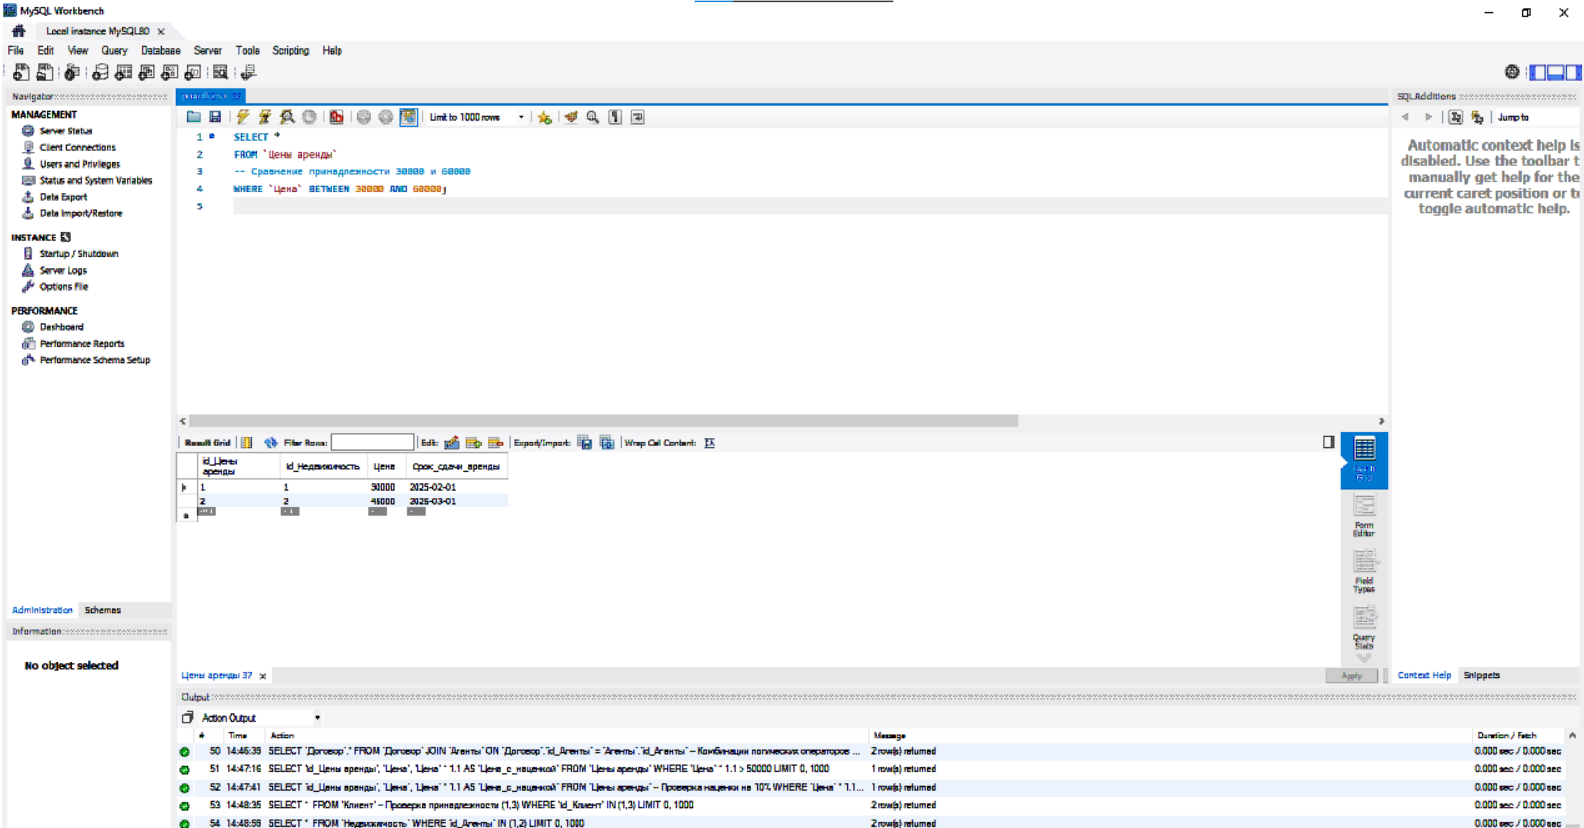 MySQL Workbench
Local instance MySQL80 x
File Edit View Query Database Server Tools Scripting Help
Navigator
MANAGEMENT
Server Status
Client Connections
Users and Privileges
Status and System Variables
Data Export
Data Import/Restore
INSTANCE
Startup / Shutdown
Server Logs
Options File
PERFORMANCE
Dashboard
Performance Reports
Performance Schema Setup
Administration Schemas
Information
No object selected
Limit to 1000 rows
1 SELECT *
2 FROM `Цены аренды`
3 -- Сравнение принадлежности 30000 и 60000
4 WHERE `Цена` BETWEEN 30000 AND 60000;
5
Result Grid Filter Rows: Edit: Export/Import: Wrap Cell Content:
id_Цены аренды id_Недвижимость Цена Срок_сдачи_аренды
1 1 30000 2025-02-01
2 2 45000 2025-03-01
Form Editor
Field Types
Query Stats
Цены аренды 37 x
Apply
SQLAdditions
Jump to
Automatic context help is
disabled. Use the toolbar t
manually get help for the
current caret position or to
toggle automatic help.
Context Help Snippets
Output
Action Output
# Time Action Message Duration / Fetch
50 14:46:39 SELECT `Договор`.* FROM `Договор` JOIN `Агенты` ON `Договор`.`id_Агенты` = `Агенты`.`id_Агенты` -- Комбинации логических операторов ... 2 row(s) returned 0.000 sec / 0.000 sec
51 14:47:16 SELECT `id_Цены аренды`, `Цена`, `Цена` * 1.1 AS `Цена_с_наценкой` FROM `Цены аренды` WHERE `Цена` * 1.1 > 50000 LIMIT 0, 1000 1 row(s) returned 0.000 sec / 0.000 sec
52 14:47:41 SELECT `id_Цены аренды`, `Цена`, `Цена` * 1.1 AS `Цена_с_наценкой` FROM `Цены аренды` -- Проверка наценки на 10% WHERE `Цена` * 1.1... 1 row(s) returned 0.000 sec / 0.000 sec
53 14:48:35 SELECT * FROM `Клиент` -- Проверка принадлежности (1,3) WHERE `id_Клиент` IN (1,3) LIMIT 0, 1000 2 row(s) returned 0.000 sec / 0.000 sec
54 14:48:59 SELECT * FROM `Недвижимость` WHERE `id_Агенты` IN (1,2) LIMIT 0, 1000 2 row(s) returned 0.000 sec / 0.000 sec